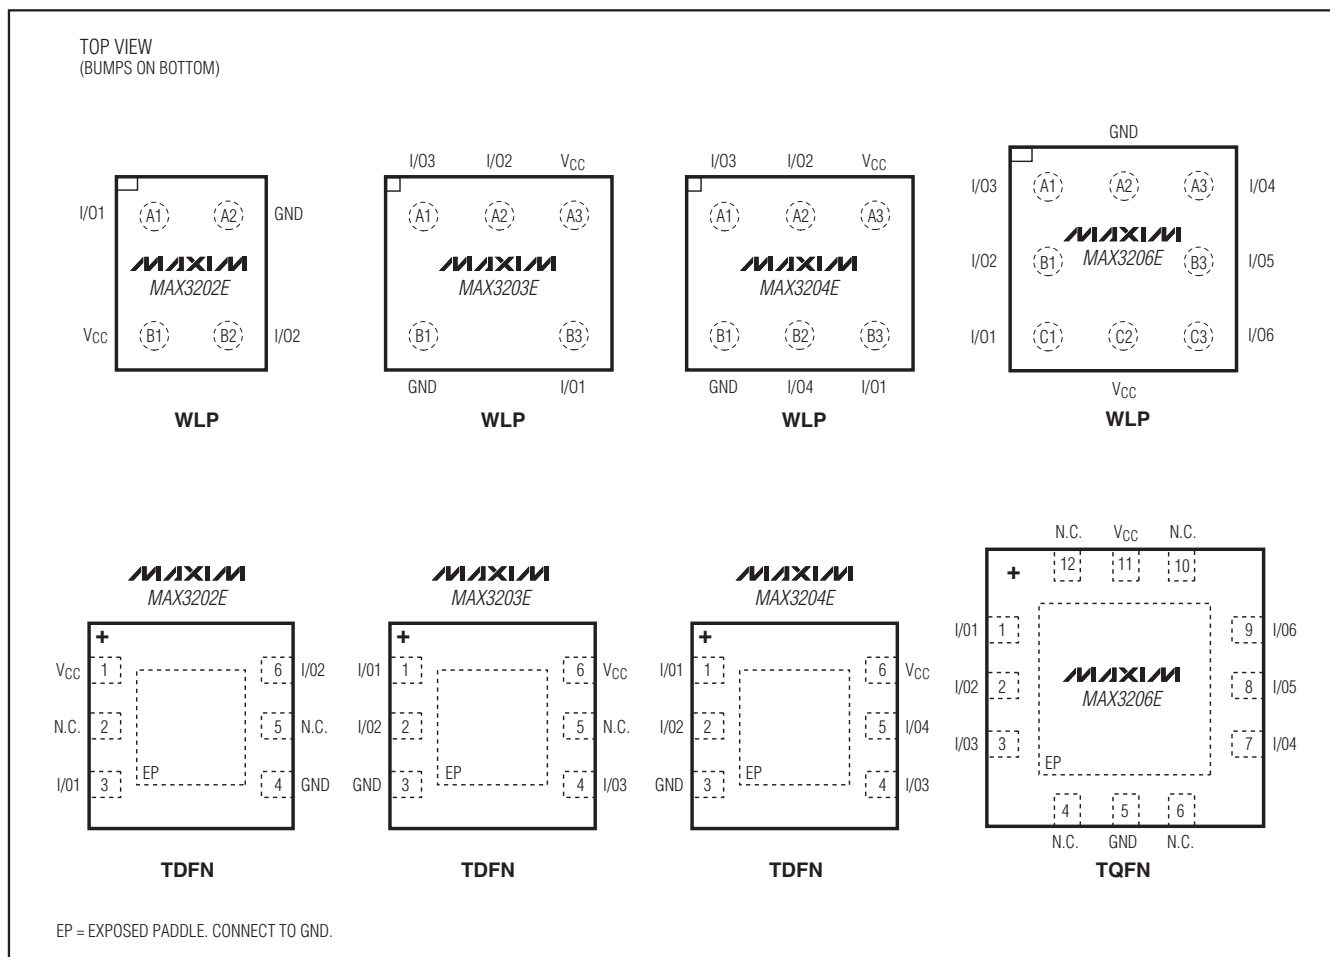 TOP VIEW
(BUMPS ON BOTTOM)
I/O1
A1
A2
GND
MAXIM
MAX3202E
VCC
B1
B2
I/O2
WLP
I/O3 I/O2 VCC
A1 A2 A3
MAXIM
MAX3203E
B1 B3
GND I/O1
WLP
I/O3 I/O2 VCC
A1 A2 A3
MAXIM
MAX3204E
B1 B2 B3
GND I/O4 I/O1
WLP
GND
I/O3 A1 A2 A3 I/O4
MAXIM
MAX3206E
I/O2 B1 B3 I/O5
I/O1 C1 C2 C3 I/O6
VCC
WLP
MAXIM
MAX3202E
+
VCC 1 6 I/O2
N.C. 2 5 N.C.
I/O1 3 4 GND
EP
TDFN
MAXIM
MAX3203E
+
I/O1 1 6 VCC
I/O2 2 5 N.C.
GND 3 4 I/O3
EP
TDFN
MAXIM
MAX3204E
+
I/O1 1 6 VCC
I/O2 2 5 I/O4
GND 3 4 I/O3
EP
TDFN
N.C. VCC N.C.
12 11 10
+
I/O1 1 9 I/O6
MAXIM
MAX3206E
I/O2 2 8 I/O5
I/O3 3 7 I/O4
EP
4 5 6
N.C. GND N.C.
TQFN
EP = EXPOSED PADDLE. CONNECT TO GND.